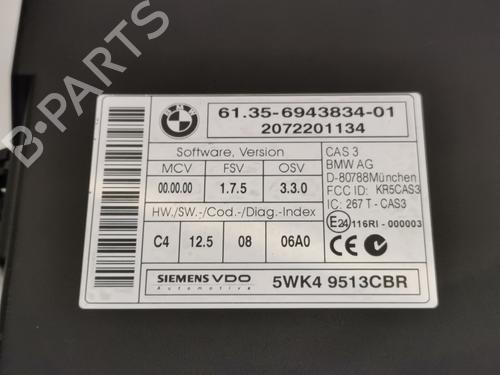 BMW
61.35-6943834-01
2072201134
Software, Version
MCV FSV OSV
00.00.00 1.7.5 3.3.0
HW./SW.-/Cod.-/Diag.-Index
C4 12.5 08 06A0
CAS 3
BMW AG
D-80788München
FCC ID: KR5CAS3
IC: 267 T - CAS3
E24 116RI - 000003
SIEMENS VDO
Automotive
5WK4 9513CBR
B-PARTS